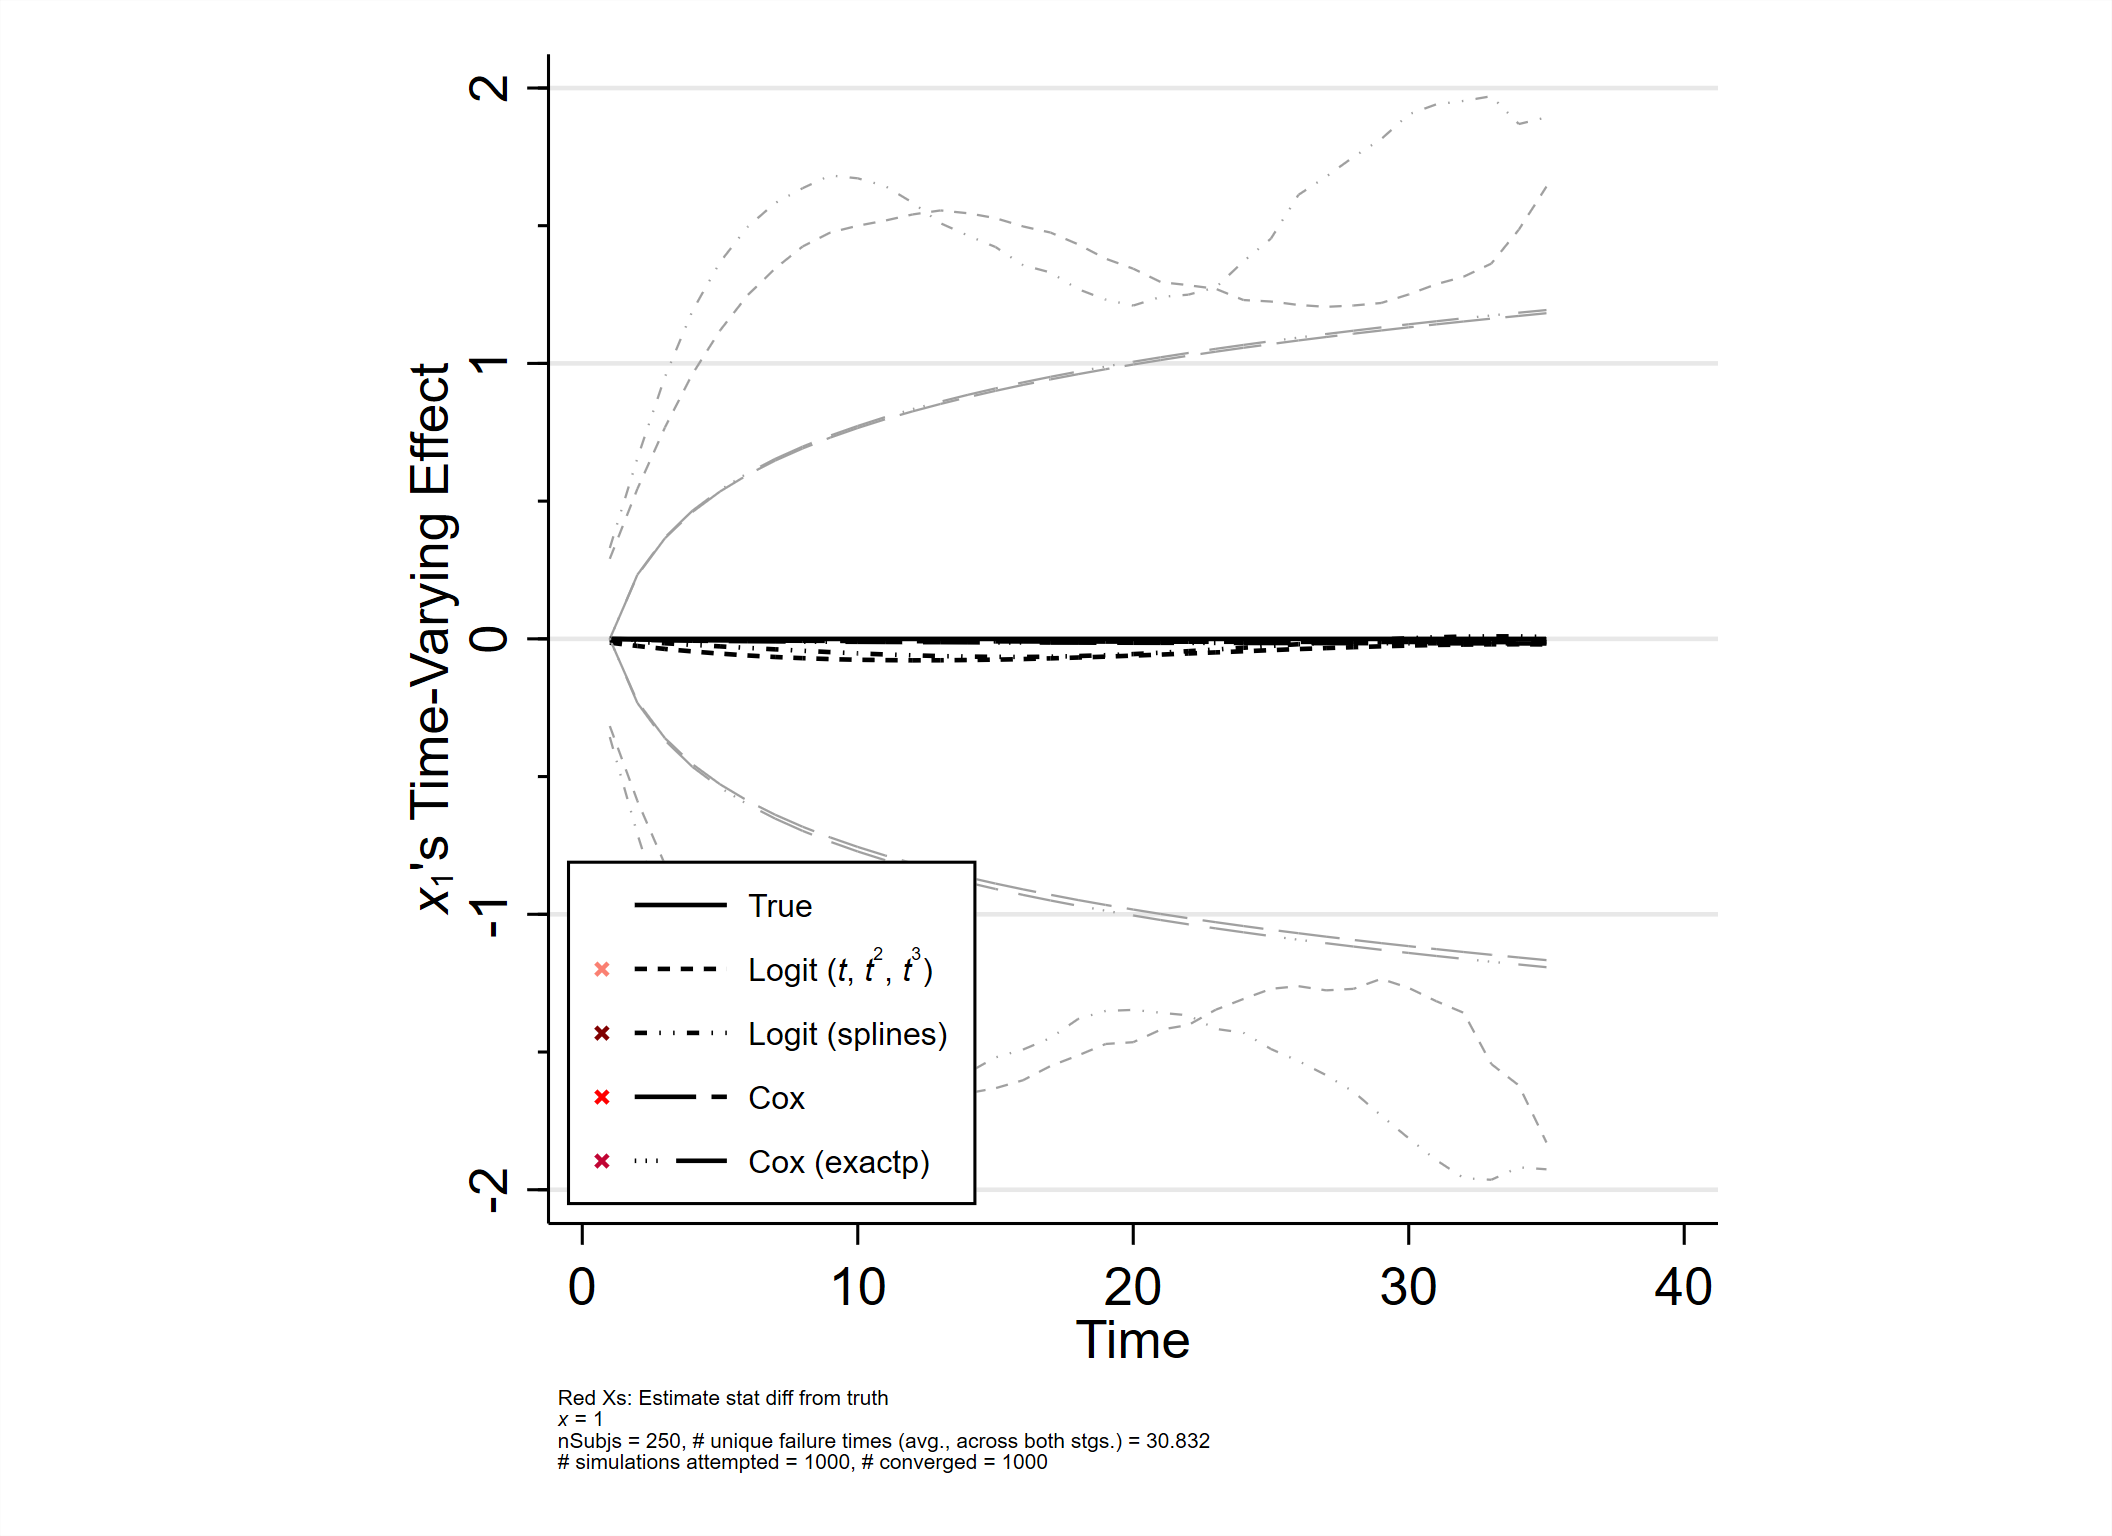 2
1
0
-1
-2
x₁'s Time-Varying Effect
True
Logit (t, t², t³)
Logit (splines)
Cox
Cox (exactp)
0 10 20 30 40
Time
Red Xs: Estimate stat diff from truth
x = 1
nSubjs = 250, # unique failure times (avg., across both stgs.) = 30.832
# simulations attempted = 1000, # converged = 1000